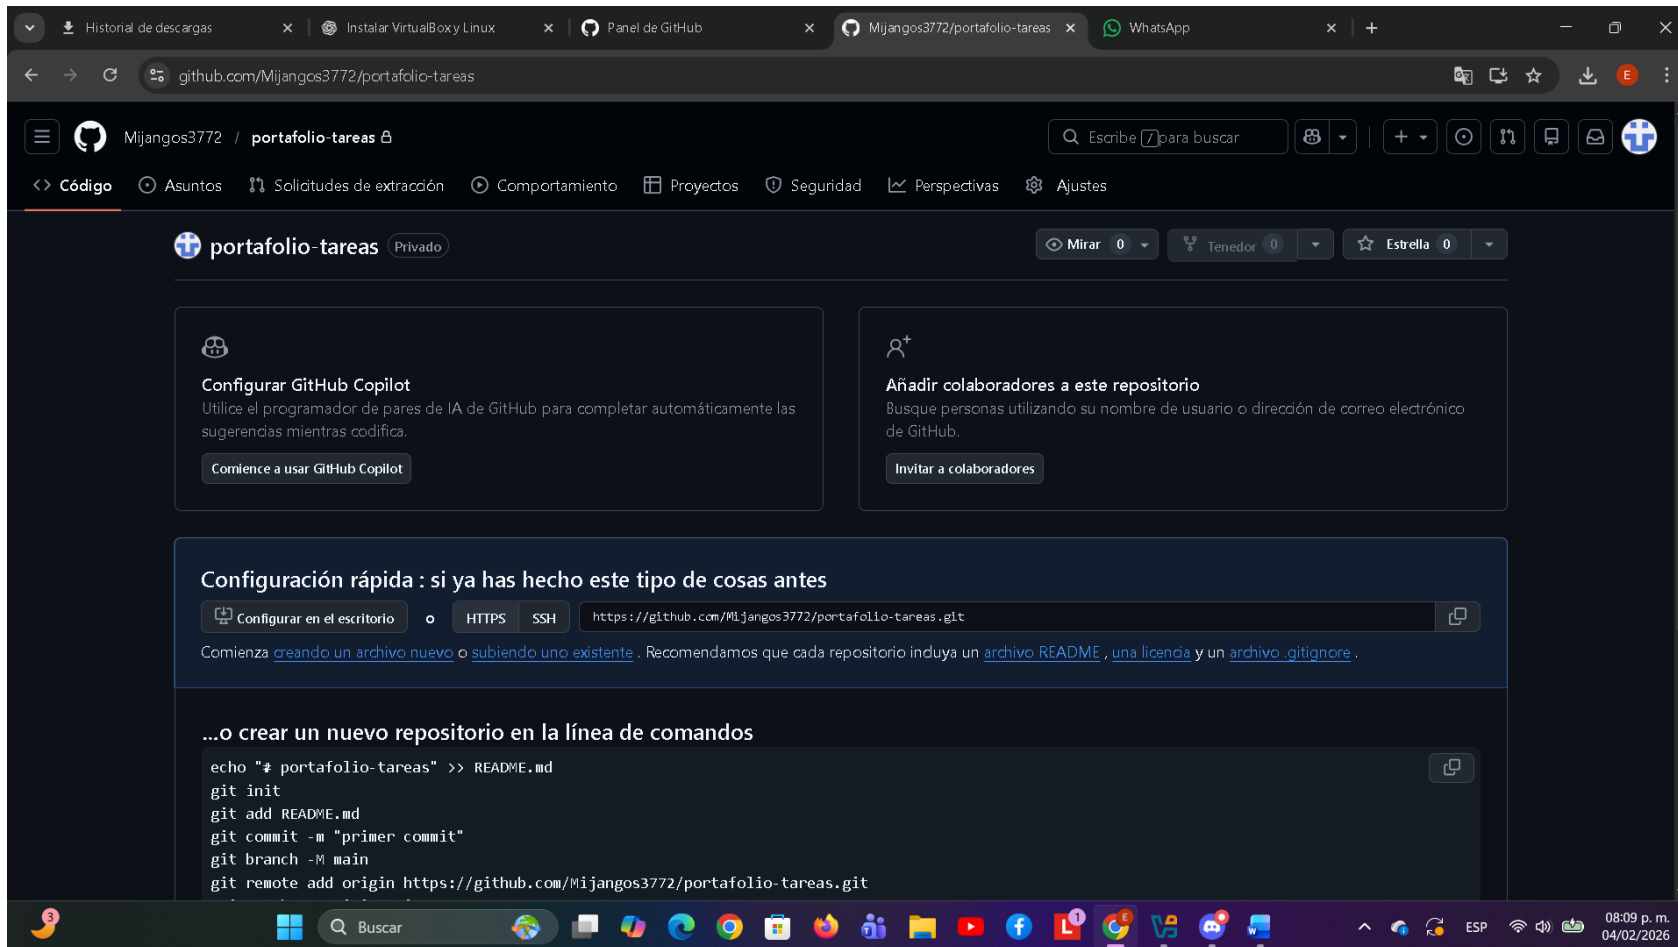 Historial de descargas
Instalar VirtualBox y Linux
Panel de GitHub
Mijangos3772/portafolio-tareas
WhatsApp
github.com/Mijangos3772/portafolio-tareas
E
Mijangos3772 / portafolio-tareas
Escribe / para buscar
Código
Asuntos
Solicitudes de extracción
Comportamiento
Proyectos
Seguridad
Perspectivas
Ajustes
portafolio-tareas Privado
Mirar 0
Tenedor 0
Estrella 0
Configurar GitHub Copilot
Utilice el programador de pares de IA de GitHub para completar automáticamente las
sugerencias mientras codifica.
Comience a usar GitHub Copilot
Añadir colaboradores a este repositorio
Busque personas utilizando su nombre de usuario o dirección de correo electrónico
de GitHub.
Invitar a colaboradores
Configuración rápida : si ya has hecho este tipo de cosas antes
Configurar en el escritorio o HTTPS SSH https://github.com/Mijangos3772/portafolio-tareas.git
Comienza creando un archivo nuevo o subiendo uno existente . Recomendamos que cada repositorio incluya un archivo README , una licencia y un archivo .gitignore .
...o crear un nuevo repositorio en la línea de comandos
echo "# portafolio-tareas" >> README.md
git init
git add README.md
git commit -m "primer commit"
git branch -M main
git remote add origin https://github.com/Mijangos3772/portafolio-tareas.git
3
Buscar
1
E
ESP
08:09 p. m.
04/02/2026